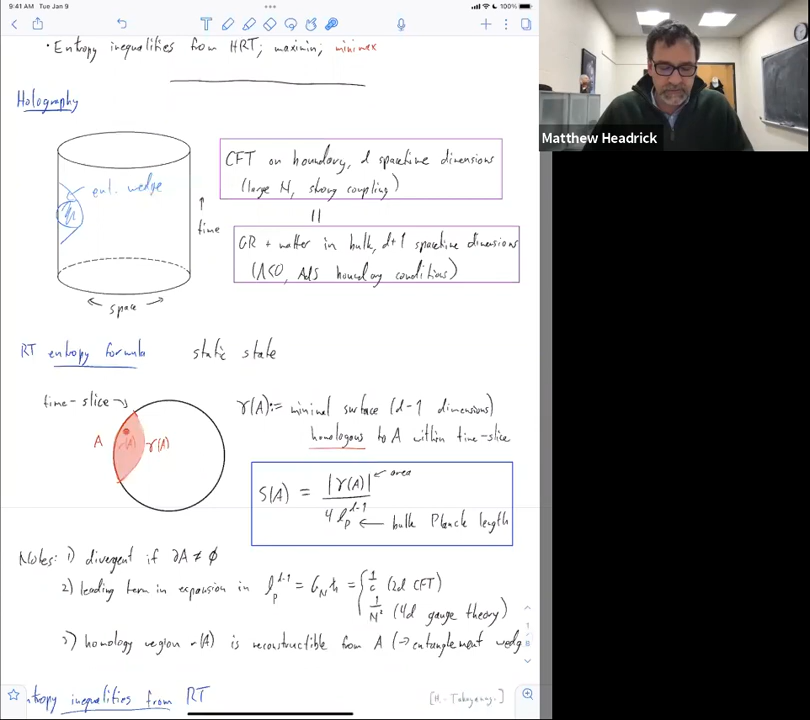 9:41 AM Tue Jan 9
100%
• Entropy inequalities from HRT; maximin; minimax
Holography
ent. wedge
time
space
CFT on boundary, d spacetime dimensions
(large N, strong coupling)
||
GR + matter in bulk, d+1 spacetime dimensions
(Λ<0, AdS boundary conditions)
RT entropy formula static state
time-slice →
A r(A) γ(A)
γ(A) := minimal surface (d-1 dimensions)
homologous to A within time-slice
S(A) = |γ(A)| / 4 l_P^{d-1}
← area
← bulk Planck length
Notes: 1) divergent if ∂A ≠ ∅
2) leading term in expansion in l_P^{d-1} = G_N ħ = { 1/c (2d CFT)
1/N² (4d gauge theory)
3) homology region r(A) is reconstructible from A (→ entanglement wedg
ntropy inequalities from RT
[H.-Takayanagi]
Matthew Headrick